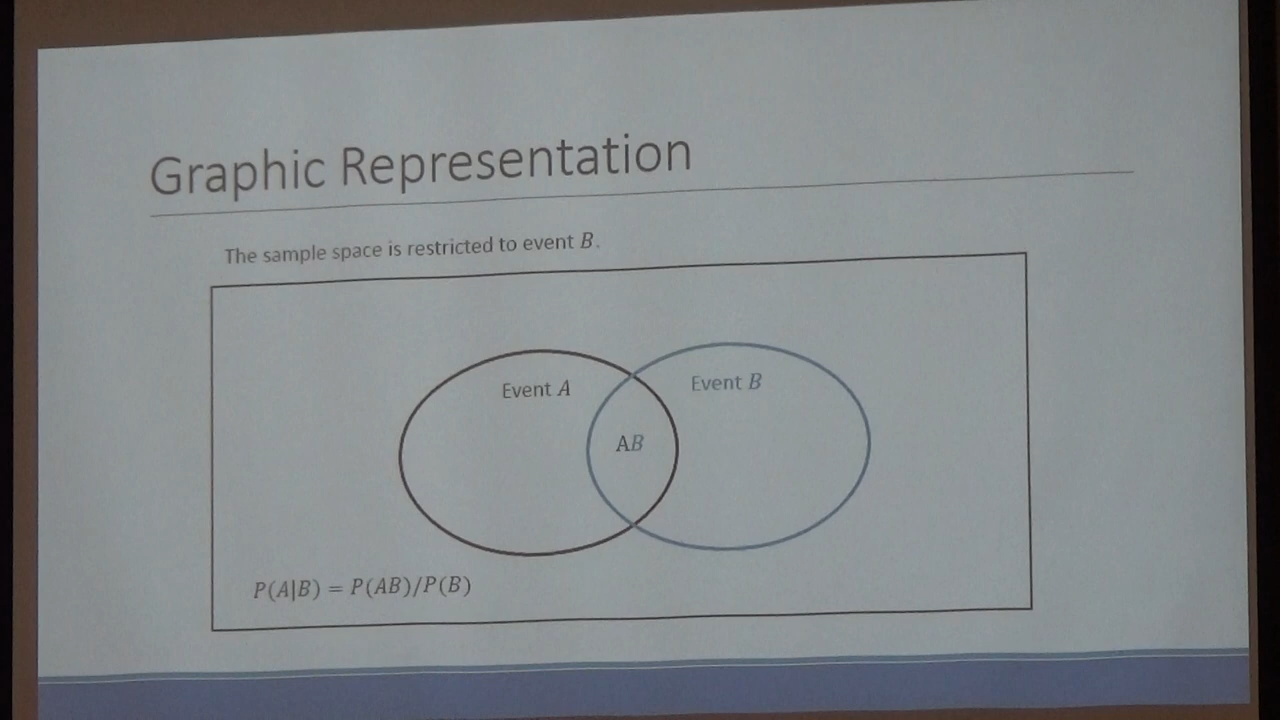 Graphic Representation
The sample space is restricted to event B.
Event A
Event B
AB
P(A|B) = P(AB)/P(B)